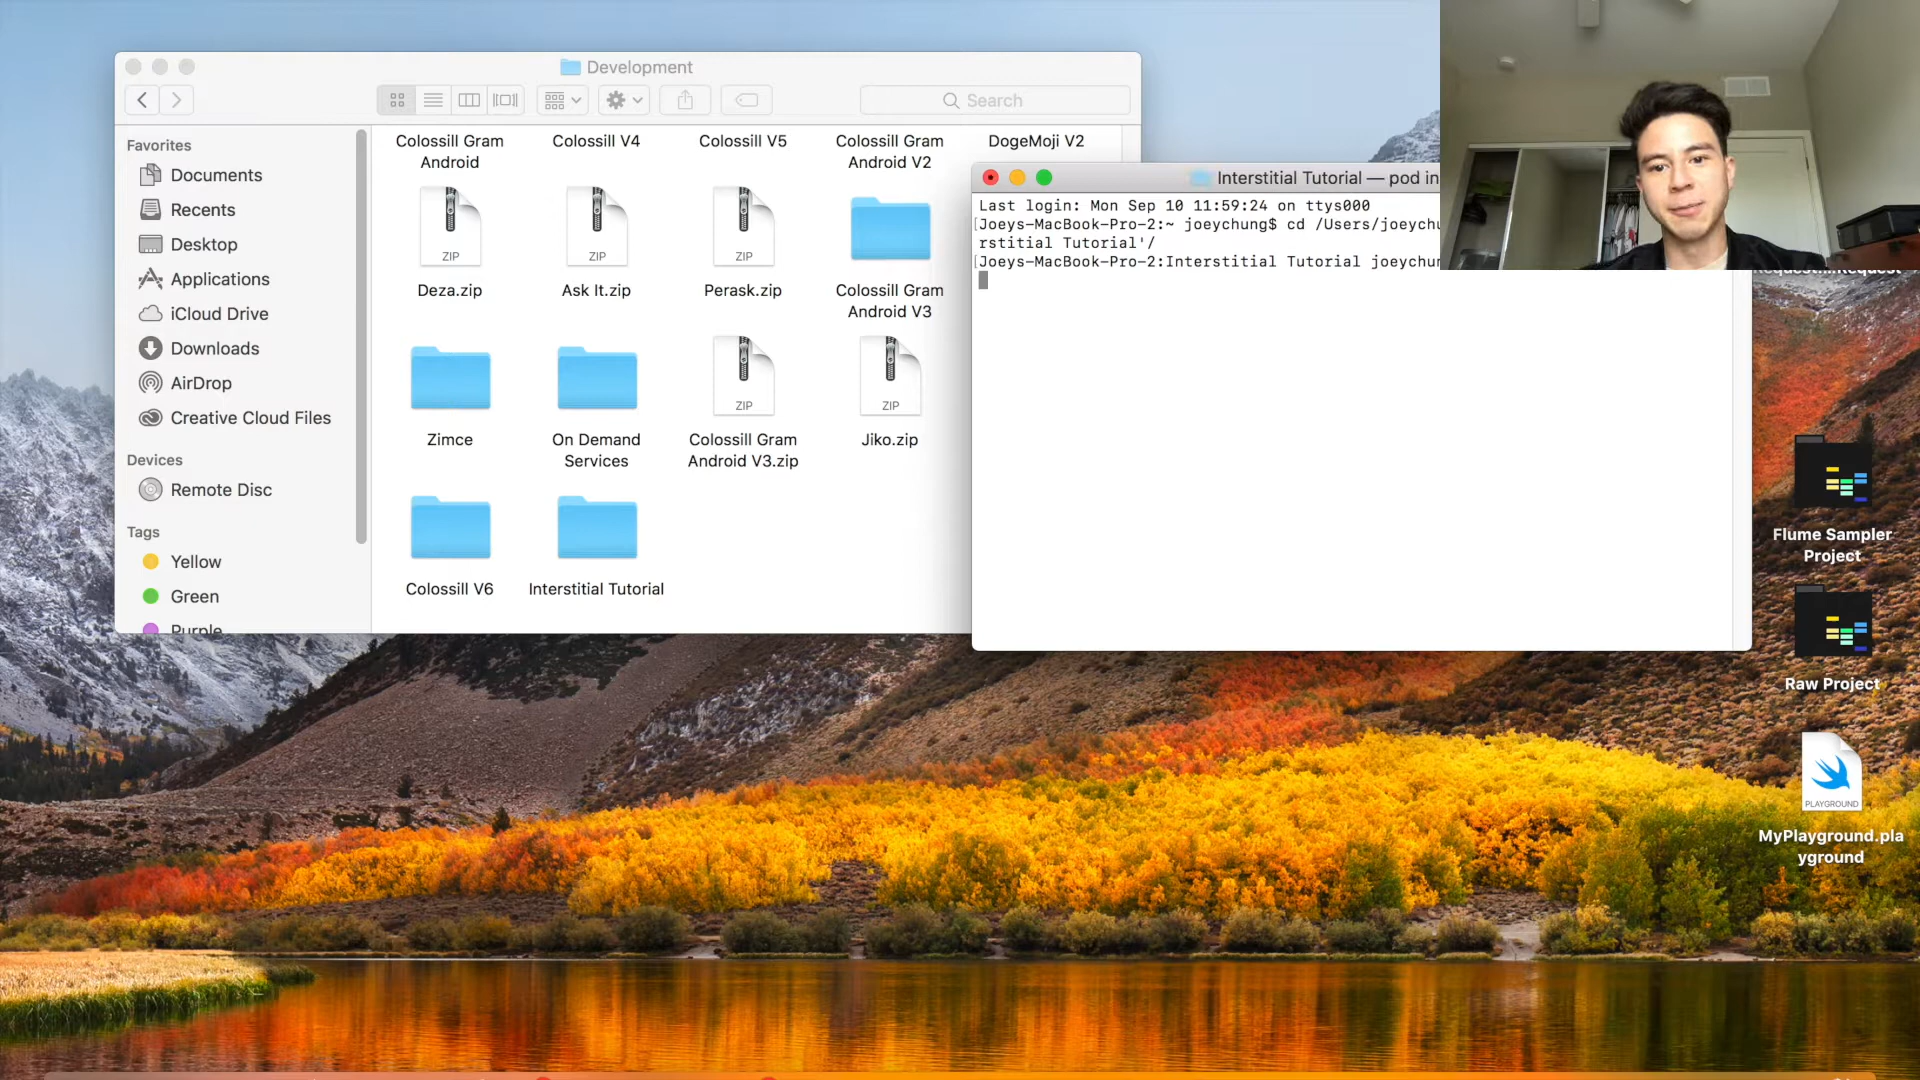 Development
Search
Favorites
Documents
Recents
Desktop
Applications
iCloud Drive
Downloads
AirDrop
Creative Cloud Files
Devices
Remote Disc
Tags
Yellow
Green
Purple
Colossill Gram
Android
Colossill V4
Colossill V5
Colossill Gram
Android V2
DogeMoji V2
ZIP
Deza.zip
ZIP
Ask It.zip
ZIP
Perask.zip
Colossill Gram
Android V3
Zimce
On Demand
Services
ZIP
Colossill Gram
Android V3.zip
ZIP
Jiko.zip
Colossill V6
Interstitial Tutorial
Interstitial Tutorial — pod in
Last login: Mon Sep 10 11:59:24 on ttys000
[Joeys-MacBook-Pro-2:~ joeychung$ cd /Users/joeychu
rstitial Tutorial'/
[Joeys-MacBook-Pro-2:Interstitial Tutorial joeychun
Flume Sampler
Project
Raw Project
PLAYGROUND
MyPlayground.pla
yground